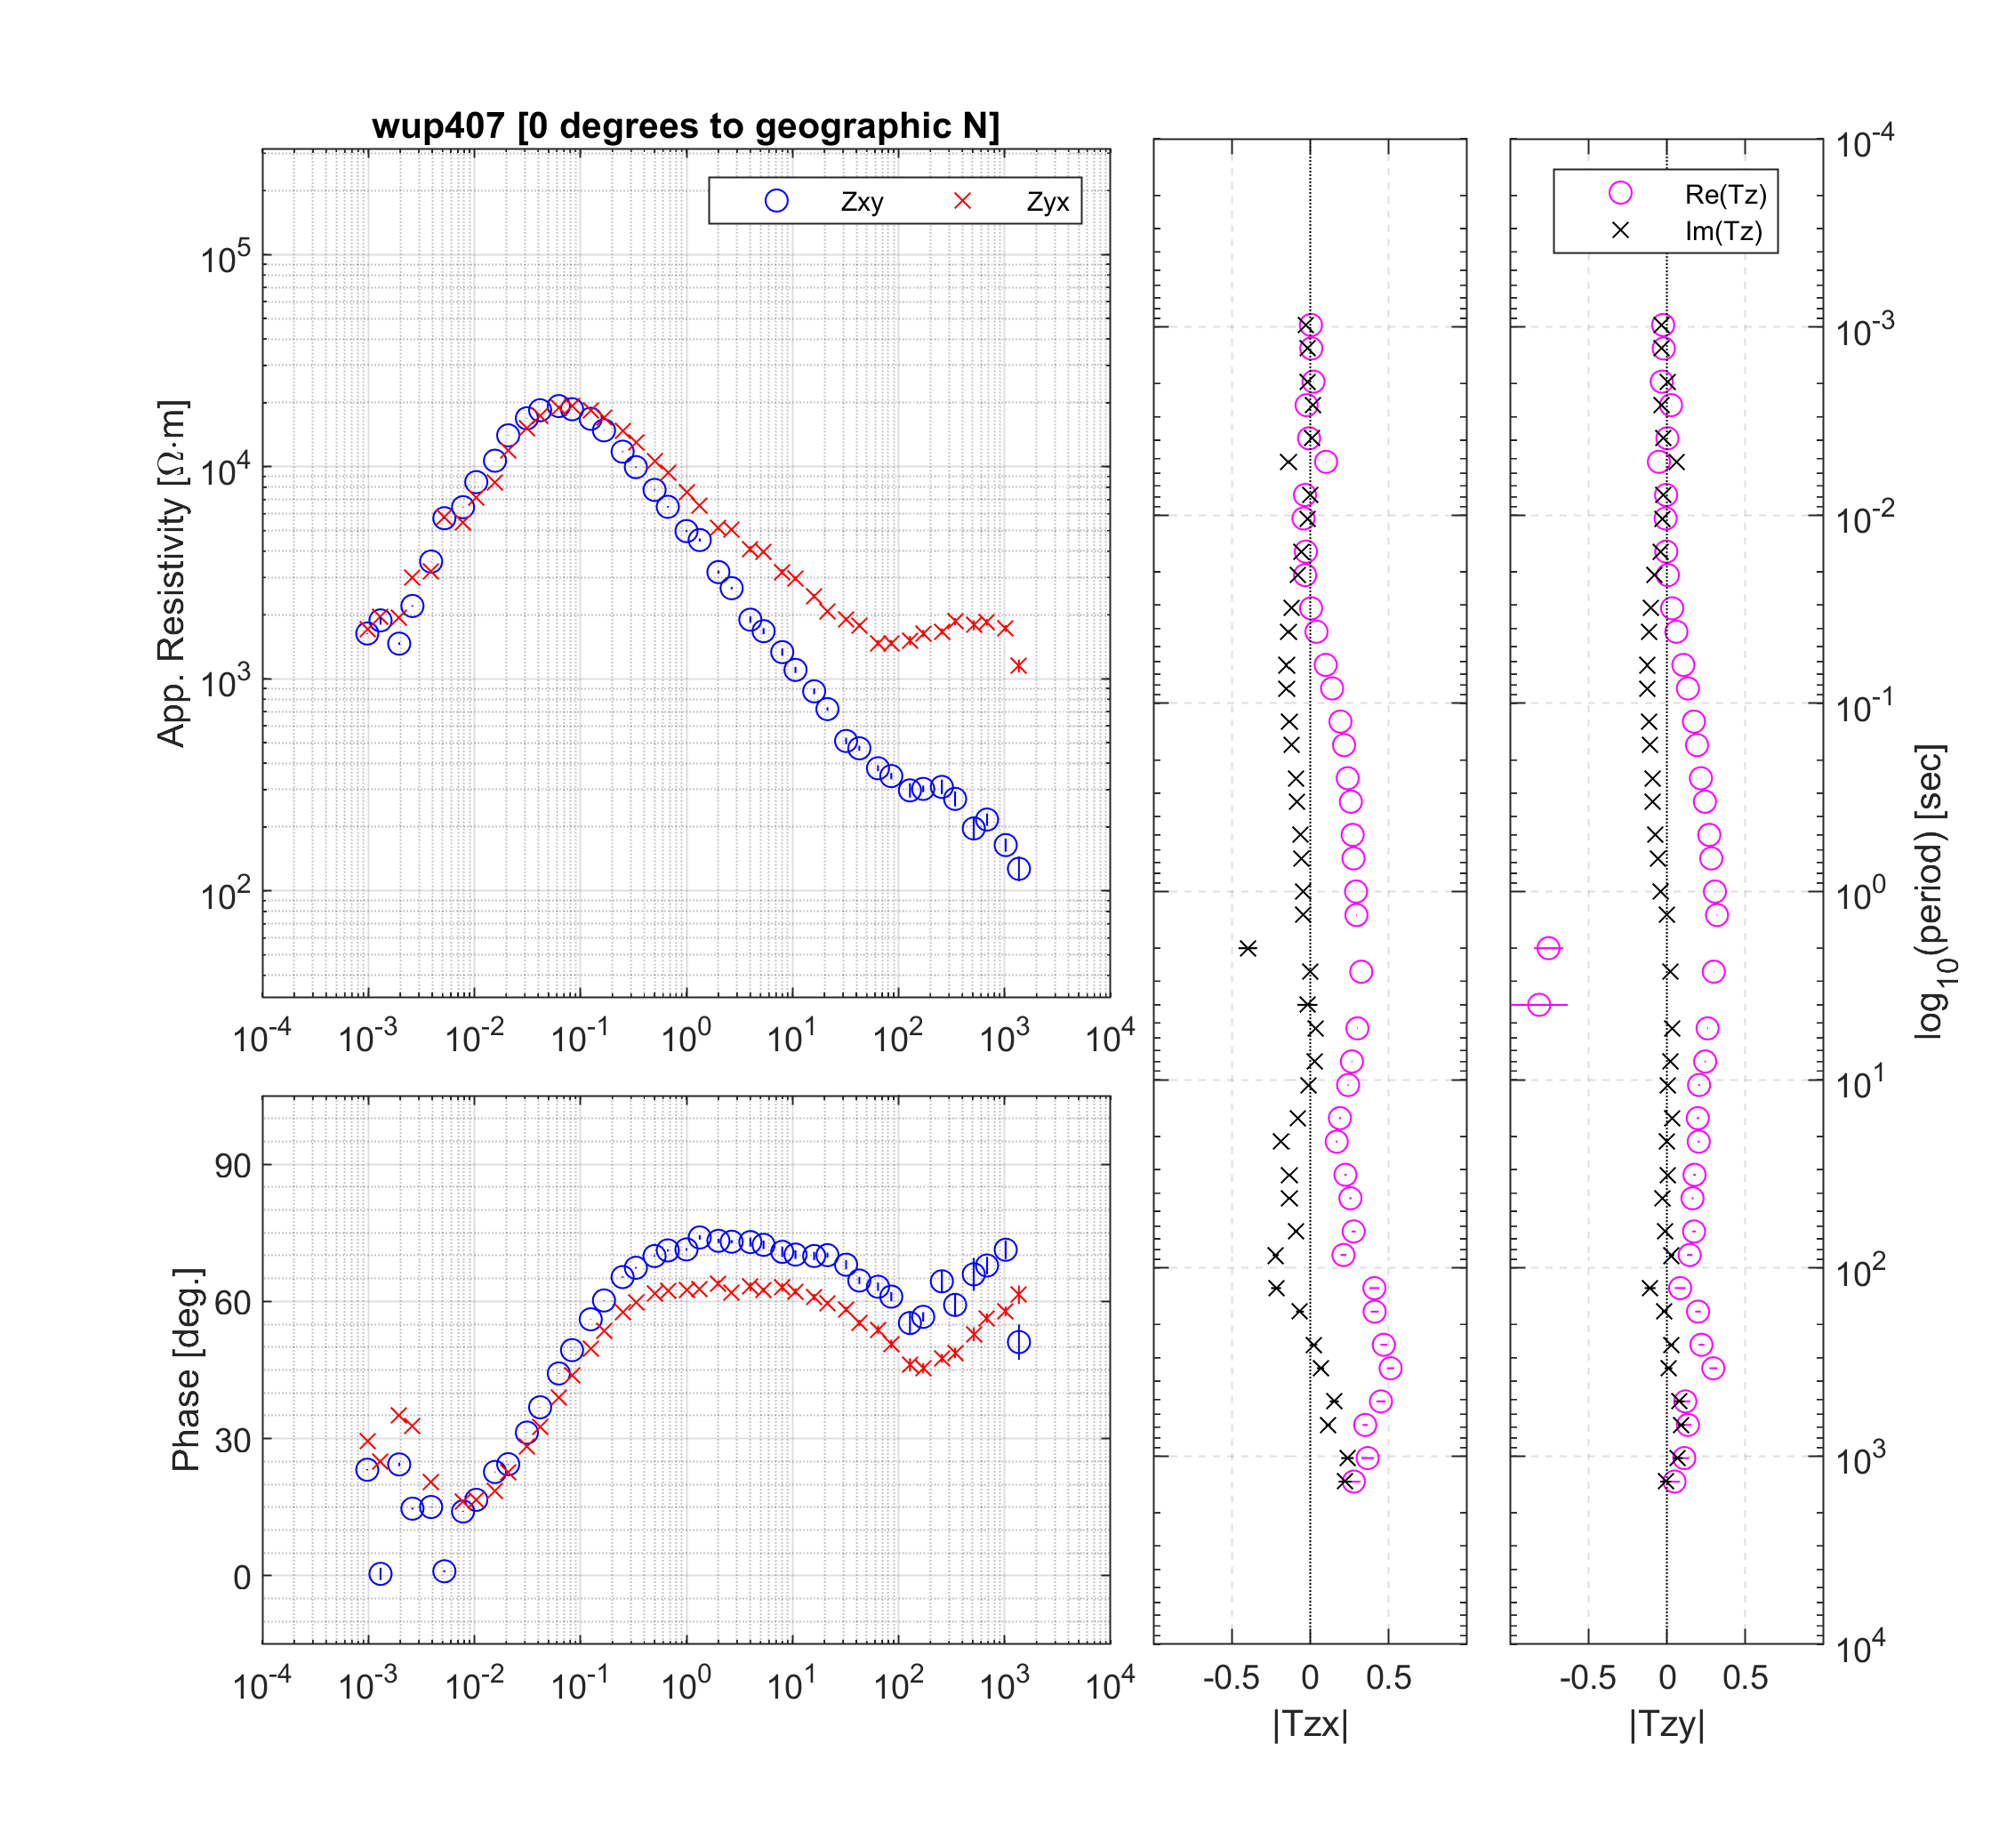 wup407 [0 degrees to geographic N]
Zxy Zyx
App. Resistivity [Ω·m]
10^5
10^4
10^3
10^2
10^-4 10^-3 10^-2 10^-1 10^0 10^1 10^2 10^3 10^4
Phase [deg.]
90
60
30
0
10^-4 10^-3 10^-2 10^-1 10^0 10^1 10^2 10^3 10^4
-0.5 0 0.5
|Tzx|
Re(Tz)
Im(Tz)
-0.5 0 0.5
|Tzy|
10^-4
10^-3
10^-2
10^-1
10^0
10^1
10^2
10^3
10^4
log10(period) [sec]